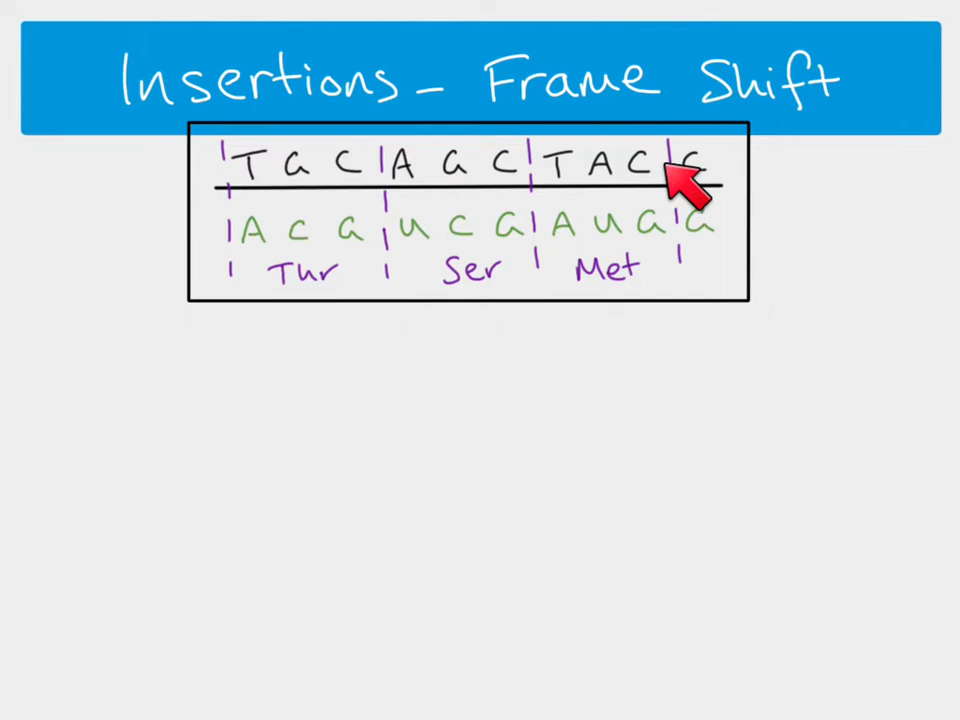 Insertions - Frame Shift
T G C A G C T A C C
A C G U C G A U G G
Thr Ser Met